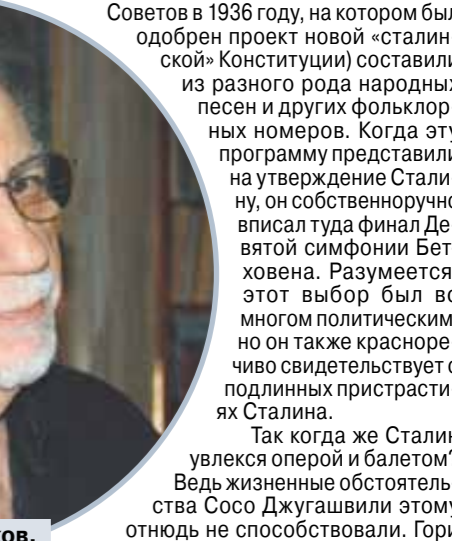 Советов в 1936 году, на котором был
одобрен проект новой «сталин
ской» Конституции) составили
из разного рода народных
песен и других фольклор
ных номеров. Когда эту
программу представили
на утверждение Стали
ну, он собственноручно
вписал туда финал Де
вятой симфонии Бет
ховена. Разумеется,
этот выбор был во
многом политическим,
но он также красноре
чиво свидетельствует о
подлинных пристрасти
ях Сталина.
Так когда же Сталин
увлекся оперой и балетом?
Ведь жизненные обстоятель
ства Сосо Джугашвили этому
отнюдь не способствовали. Гори
ков.